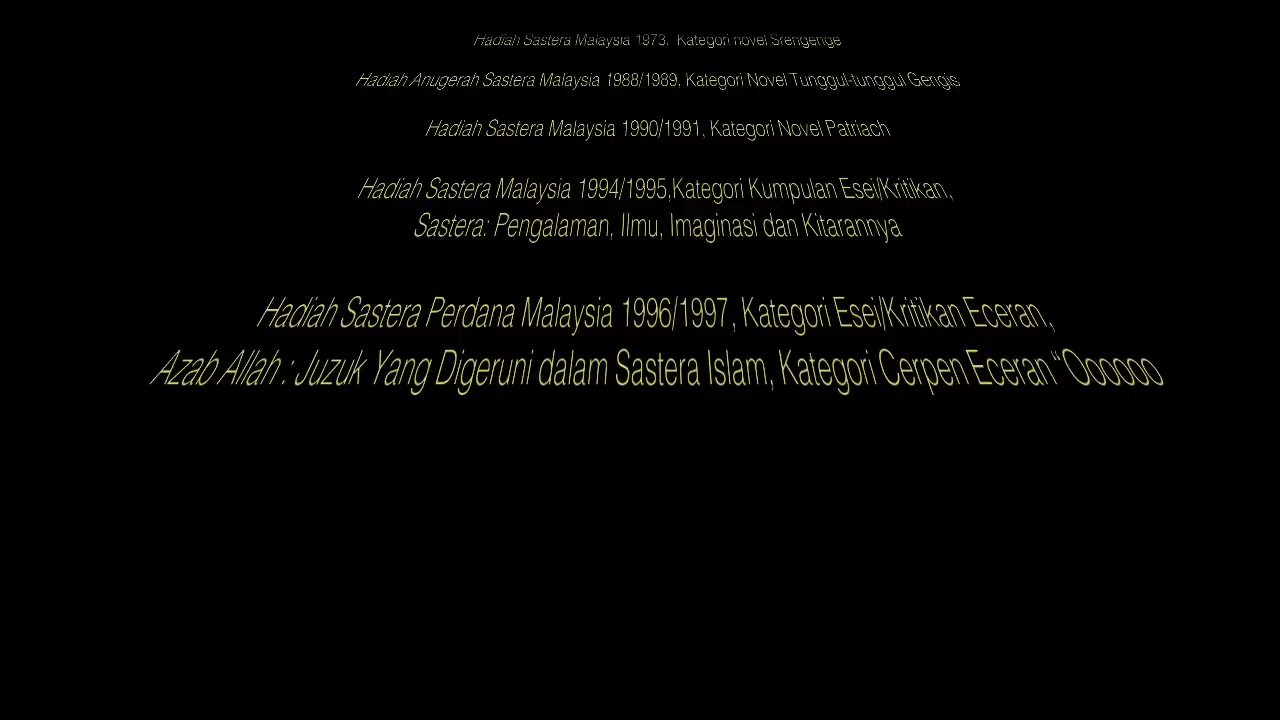 Hadiah Sastera Malaysia 1973, Kategori novel Srengenge
Hadiah Anugerah Sastera Malaysia 1988/1989, Kategori Novel Tunggul-tunggul Gergis
Hadiah Sastera Malaysia 1990/1991, Kategori Novel Patriach
Hadiah Sastera Malaysia 1994/1995,Kategori Kumpulan Esei/Kritikan,
Sastera: Pengalaman, Ilmu, Imaginasi dan Kitarannya
Hadiah Sastera Perdana Malaysia 1996/1997, Kategori Esei/Kritikan Eceran,
Azab Allah : Juzuk Yang Digeruni dalam Sastera Islam, Kategori Cerpen Eceran “Oooooo